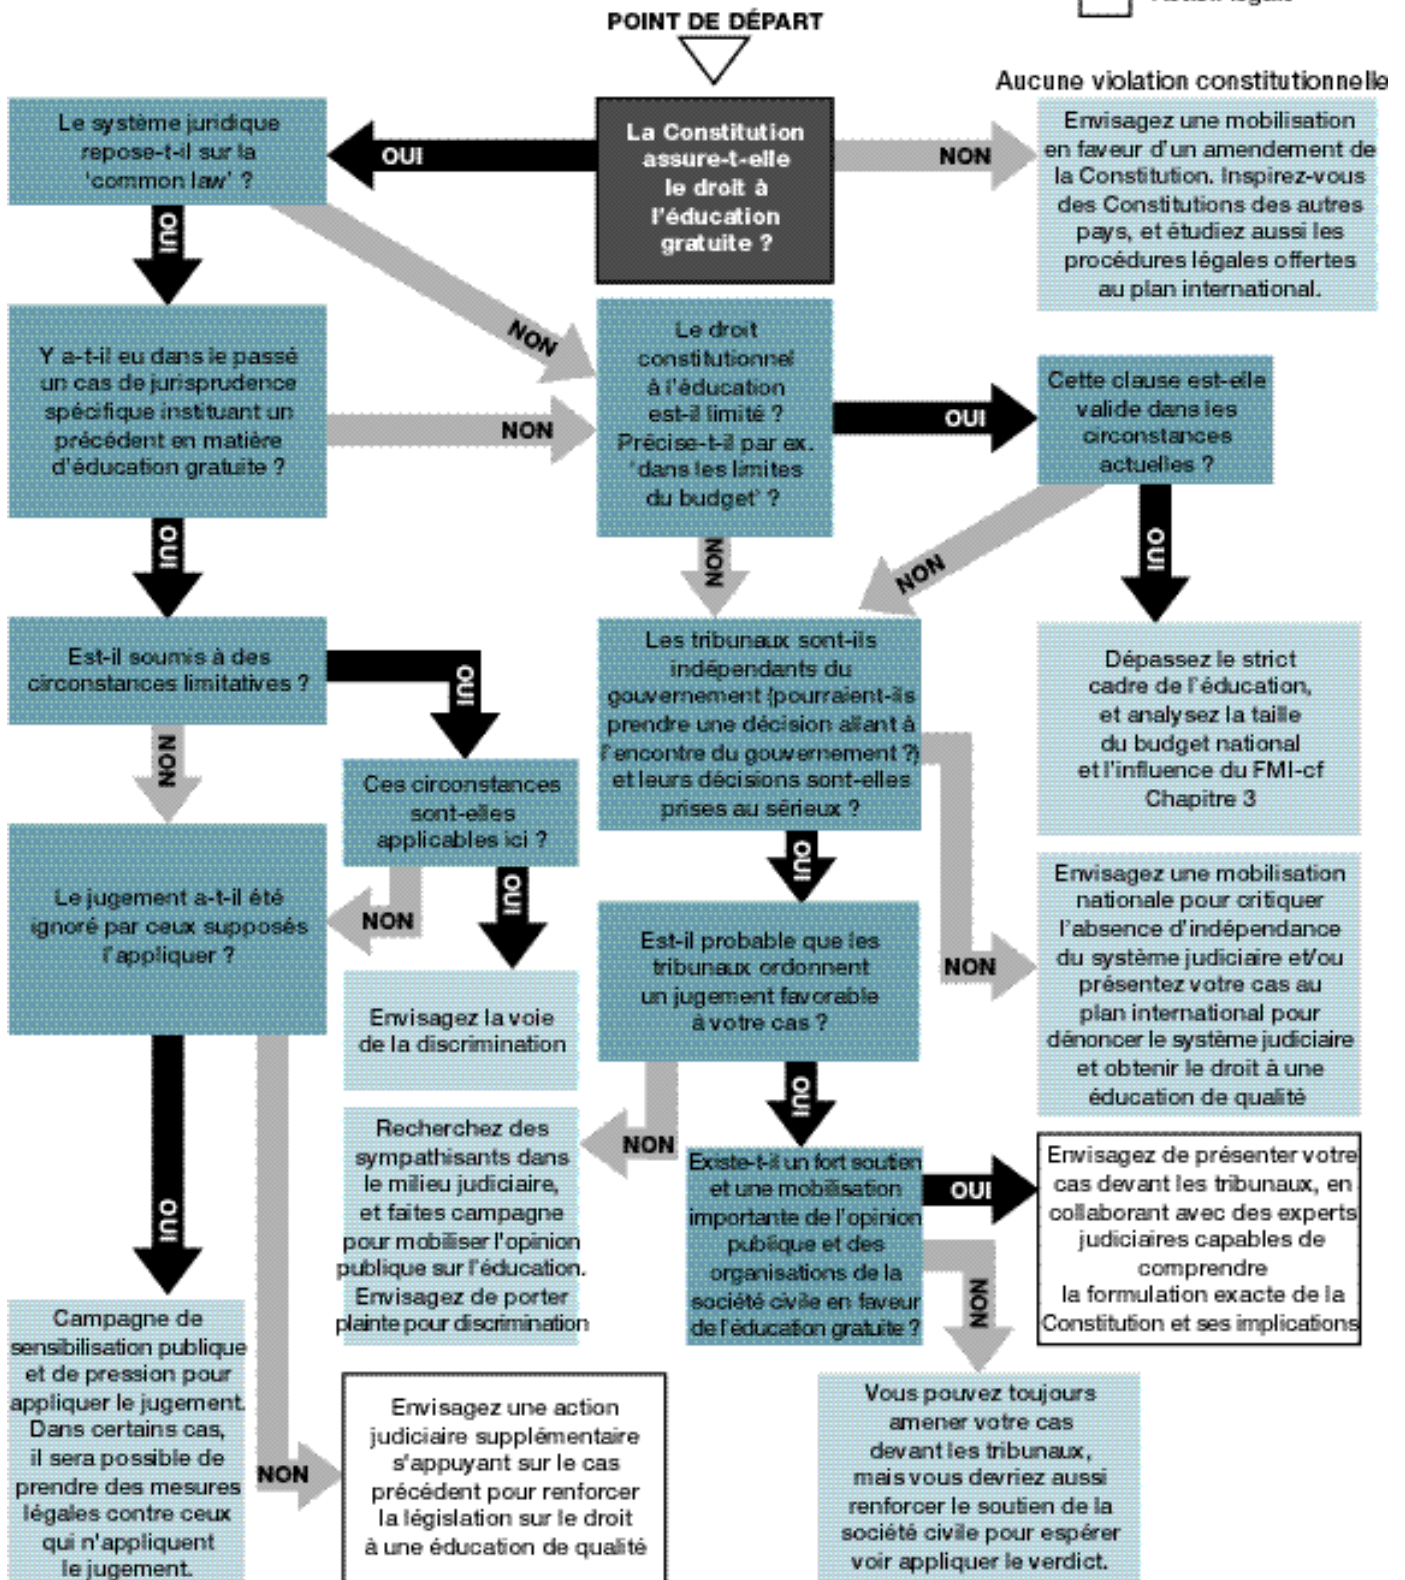 POINT DE DÉPART
Aucune violation constitutionnelle
La Constitution
assure-t-elle
le droit à
l'éducation
gratuite ?
OUI
NON
Le système juridique
repose-t-il sur la
'common law' ?
Envisagez une mobilisation
en faveur d'un amendement de
la Constitution. Inspirez-vous
des Constitutions des autres
pays, et étudiez aussi les
procédures légales offertes
au plan international.
OUI
NON
Y a-t-il eu dans le passé
un cas de jurisprudence
spécifique instituant un
précédent en matière
d'éducation gratuite ?
NON
Le droit
constitutionnel
à l'éducation
est-il limité ?
Précise-t-il par ex.
'dans les limites
du budget' ?
OUI
Cette clause est-elle
valide dans les
circonstances
actuelles ?
OUI
NON
NON
OUI
Est-il soumis à des
circonstances limitatives ?
OUI
NON
Les tribunaux sont-ils
indépendants du
gouvernement (pourraient-ils
prendre une décision allant à
l'encontre du gouvernement ?)
et leurs décisions sont-elles
prises au sérieux ?
Dépassez le strict
cadre de l'éducation,
et analysez la taille
du budget national
et l'influence du FMI-cf
Chapitre 3
Ces circonstances
sont-elles
applicables ici ?
OUI
NON
OUI
NON
Le jugement a-t-il été
ignoré par ceux supposés
l'appliquer ?
Envisagez la voie
de la discrimination
Est-il probable que les
tribunaux ordonnent
un jugement favorable
à votre cas ?
Envisagez une mobilisation
nationale pour critiquer
l'absence d'indépendance
du système judiciaire et/ou
présentez votre cas au
plan international pour
dénoncer le système judiciaire
et obtenir le droit à une
éducation de qualité
OUI
NON
Recherchez des
sympathisants dans
le milieu judiciaire,
et faites campagne
pour mobiliser l'opinion
publique sur l'éducation.
Envisagez de porter
plainte pour discrimination
Existe-t-il un fort soutien
et une mobilisation
importante de l'opinion
publique et des
organisations de la
société civile en faveur
de l'éducation gratuite ?
OUI
NON
Envisagez de présenter votre
cas devant les tribunaux, en
collaborant avec des experts
judiciaires capables de
comprendre
la formulation exacte de la
Constitution et ses implications
OUI
NON
Campagne de
sensibilisation publique
et de pression pour
appliquer le jugement.
Dans certains cas,
il sera possible de
prendre des mesures
légales contre ceux
qui n'appliquent
le jugement.
Envisagez une action
judiciaire supplémentaire
s'appuyant sur le cas
précédent pour renforcer
la législation sur le droit
à une éducation de qualité
Vous pouvez toujours
amener votre cas
devant les tribunaux,
mais vous devriez aussi
renforcer le soutien de la
société civile pour espérer
voir appliquer le verdict.